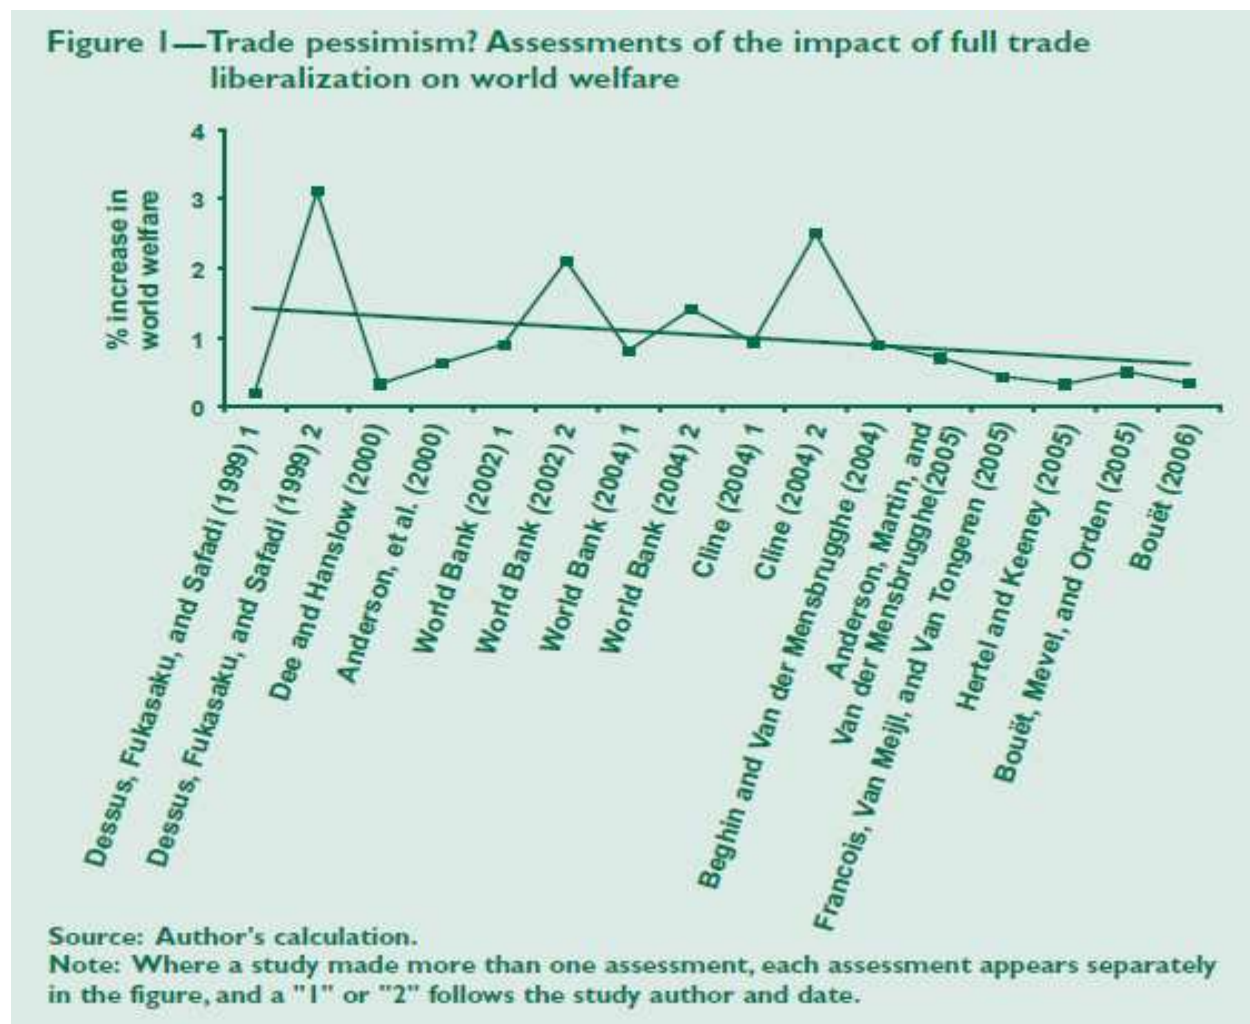 Figure 1—Trade pessimism? Assessments of the impact of full trade
liberalization on world welfare
% increase in
world welfare
4
3
2
1
0
Dessus, Fukasaku, and Safadi (1999) 1
Dessus, Fukasaku, and Safadi (1999) 2
Dee and Hanslow (2000)
Anderson, et al. (2000)
World Bank (2002) 1
World Bank (2002) 2
World Bank (2004) 1
World Bank (2004) 2
Cline (2004) 1
Cline (2004) 2
Beghin and Van der Mensbrugghe (2004)
Anderson, Martin, and
Van der Mensbrugghe(2005)
Francois, Van Meijl, and Van Tongeren (2005)
Hertel and Keeney (2005)
Bouët, Mevel, and Orden (2005)
Bouët (2006)
Source: Author's calculation.
Note: Where a study made more than one assessment, each assessment appears separately
in the figure, and a "1" or "2" follows the study author and date.